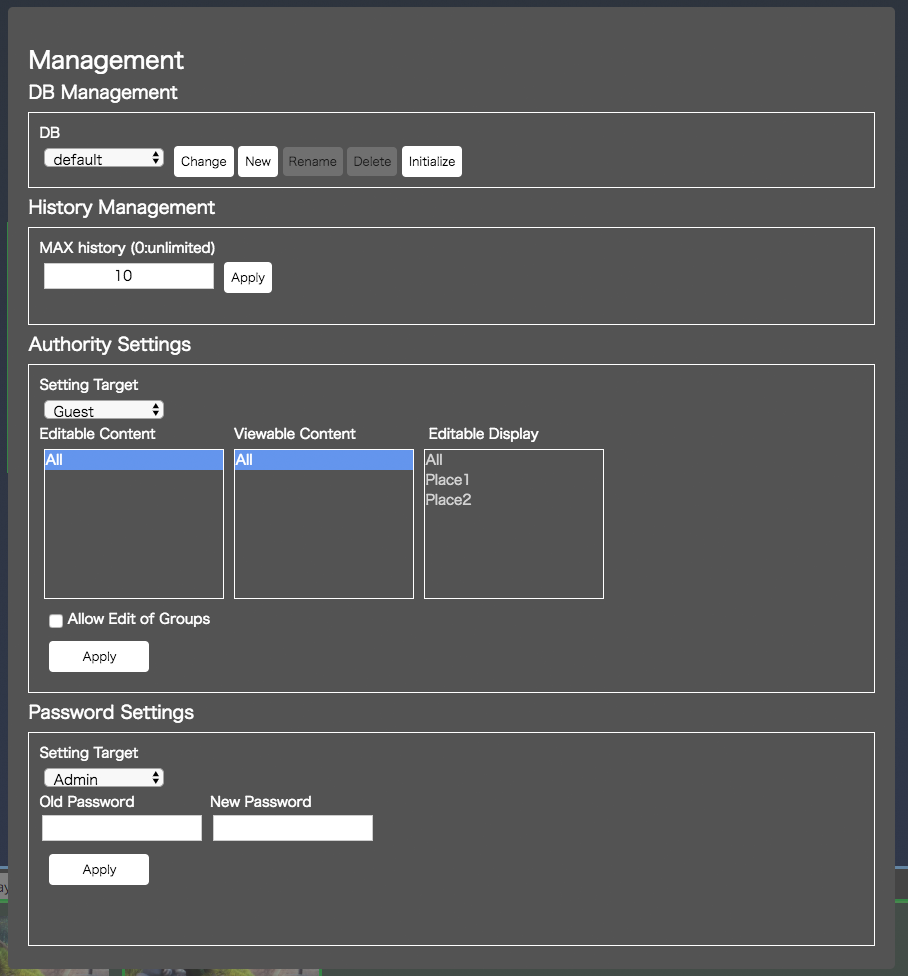 Management
DB Management
DB
default Change New Rename Delete Initialize
History Management
MAX history (0:unlimited)
10 Apply
Authority Settings
Setting Target
Guest
Editable Content Viewable Content Editable Display
All All All
Place1
Place2
Allow Edit of Groups
Apply
Password Settings
Setting Target
Admin
Old Password New Password
Apply